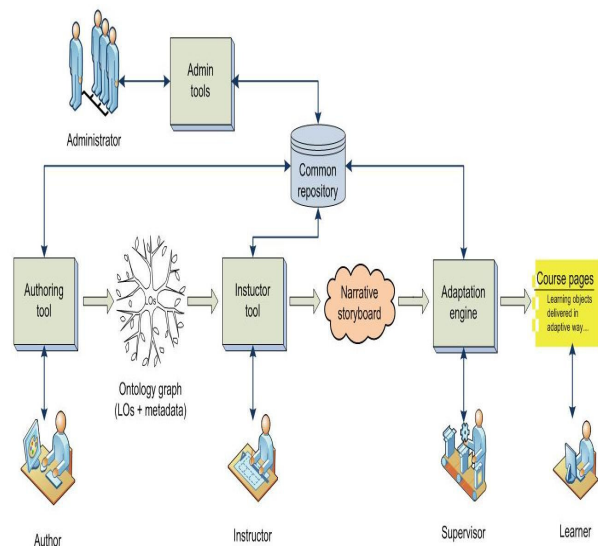 Admin
tools
Administrator
Common
repository
Authoring
tool
LOs
Instuctor
tool
Narrative
storyboard
Adaptation
engine
Course pages
Learning objects
delivered in
adaptive way....
Ontology graph
(LOs + metadata)
Author
Instructor
Supervisor
Learner